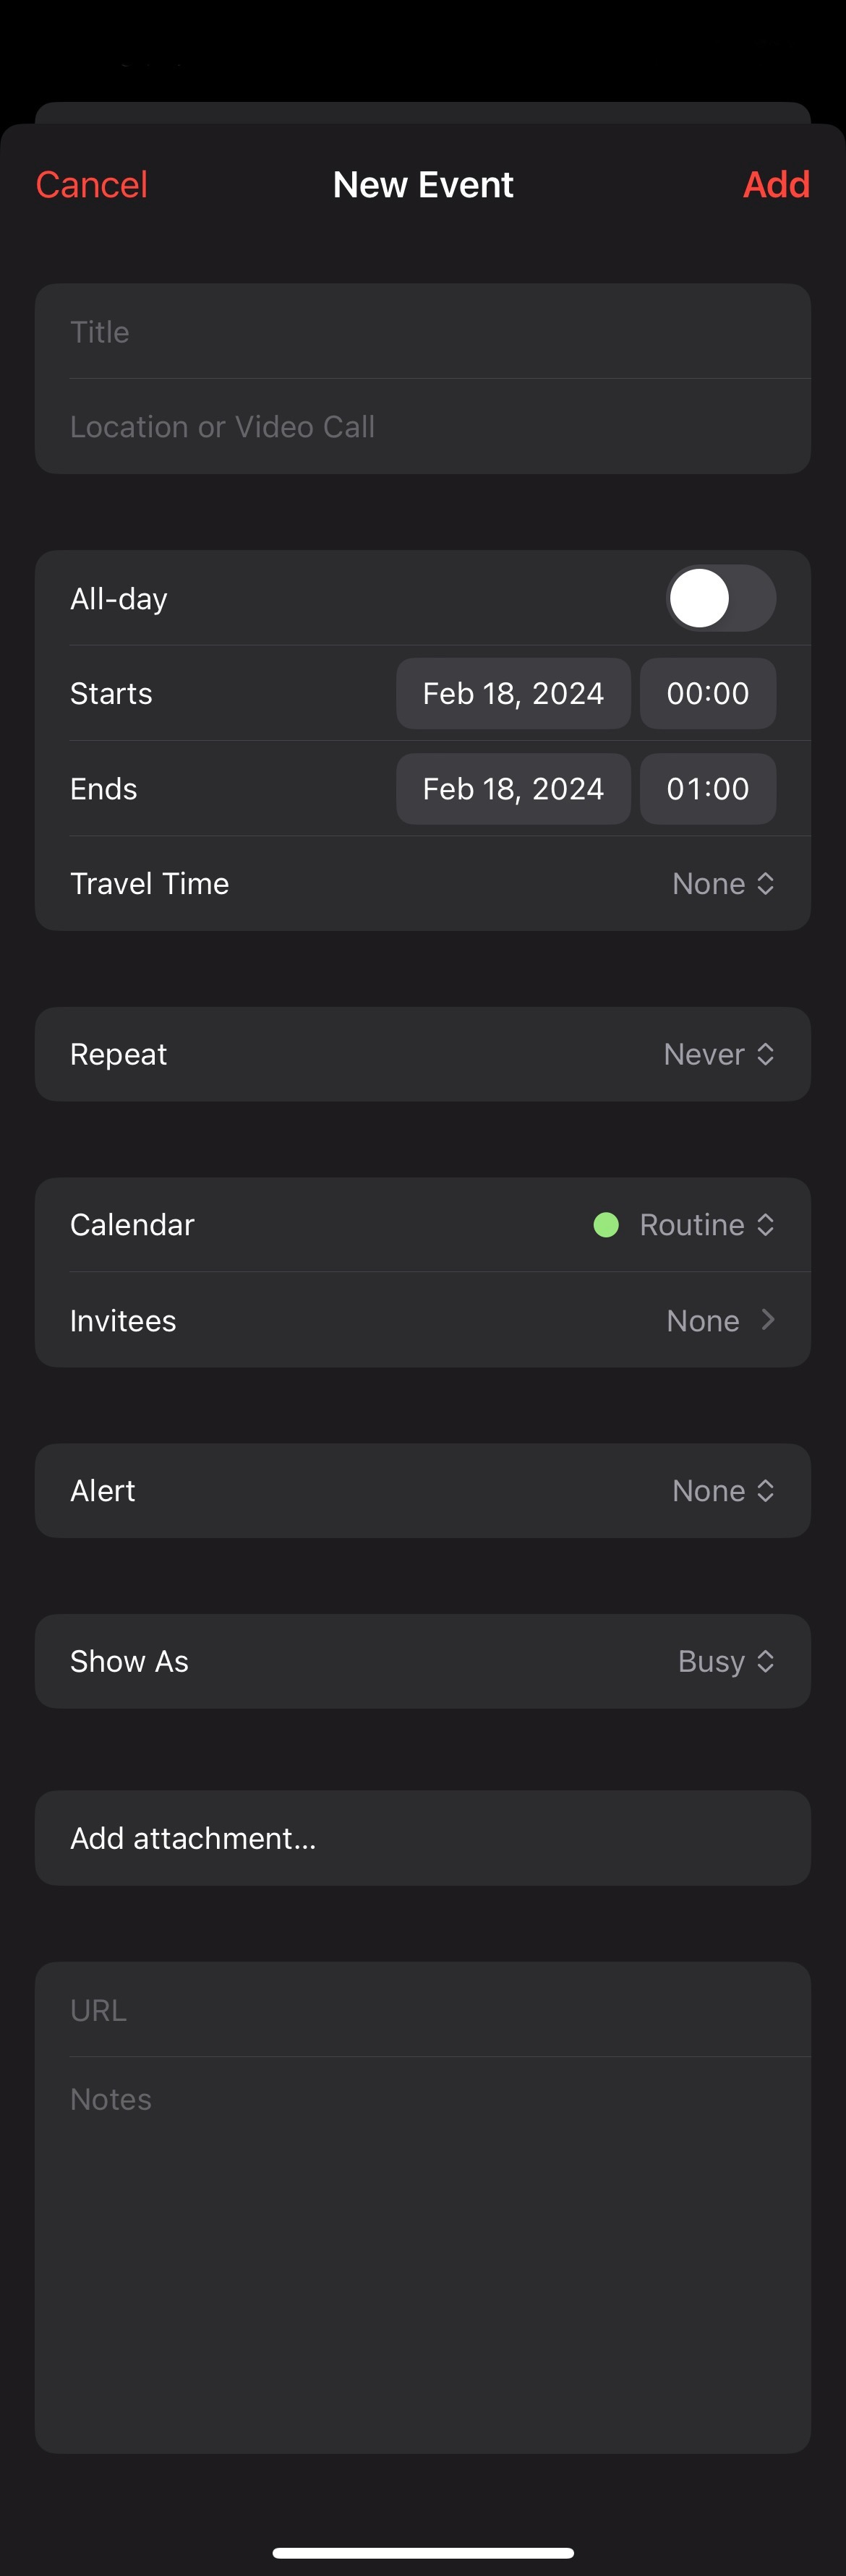 Cancel New Event Add
Title
Location or Video Call
All-day
Starts Feb 18, 2024 00:00
Ends Feb 18, 2024 01:00
Travel Time None
Repeat Never
Calendar Routine
Invitees None
Alert None
Show As Busy
Add attachment...
URL
Notes